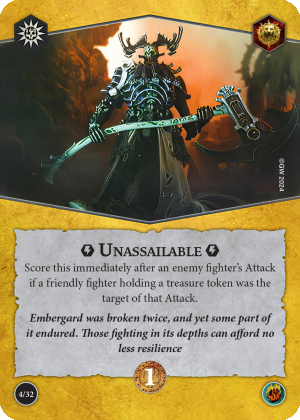 ©GW 2024
UNASSAILABLE
Score this immediately after an enemy fighter's Attack
if a friendly fighter holding a treasure token was the
target of that Attack.
Embergard was broken twice, and yet some part of
it endured. Those fighting in its depths can afford no
less resilience
1
4/32